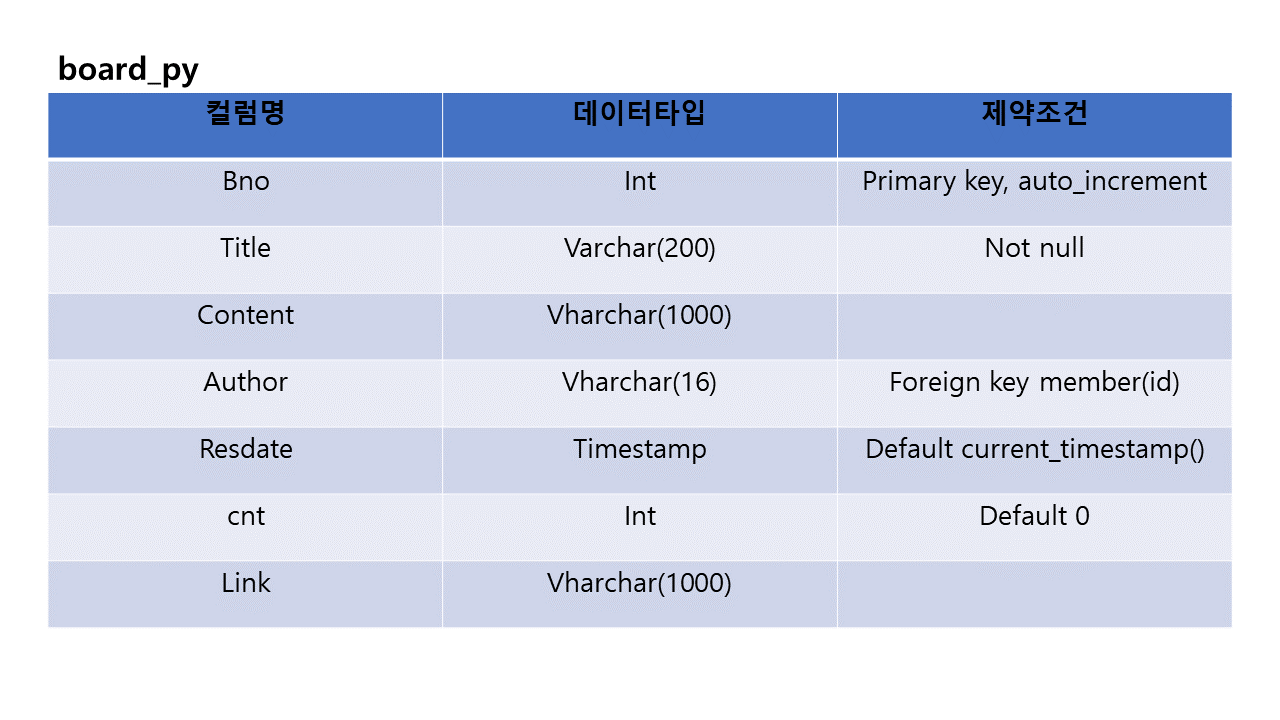 board_py
컬럼명 데이터타입 제약조건
Bno Int Primary key, auto_increment
Title Varchar(200) Not null
Content Vharchar(1000)
Author Vharchar(16) Foreign key member(id)
Resdate Timestamp Default current_timestamp()
cnt Int Default 0
Link Vharchar(1000)